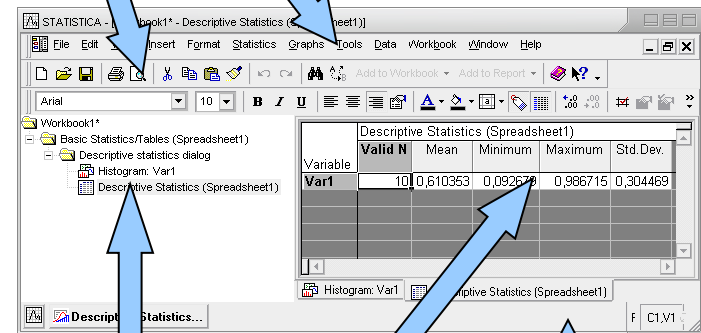 STATISTICA - [Workbook1* - Descriptive Statistics (Spreadsheet1)]
File Edit Insert Format Statistics Graphs Tools Data Workbook Window Help
Add to Workbook Add to Report
Arial 10 B I U
Workbook1*
Basic Statistics/Tables (Spreadsheet1)
Descriptive statistics dialog
Histogram: Var1
Descriptive Statistics (Spreadsheet1)
Descriptive Statistics (Spreadsheet1)
Variable Valid N Mean Minimum Maximum Std.Dev.
Var1 10 0,610353 0,092679 0,986715 0,304469
Histogram: Var1 Descriptive Statistics (Spreadsheet1)
Descriptive Statistics... F C1,V1